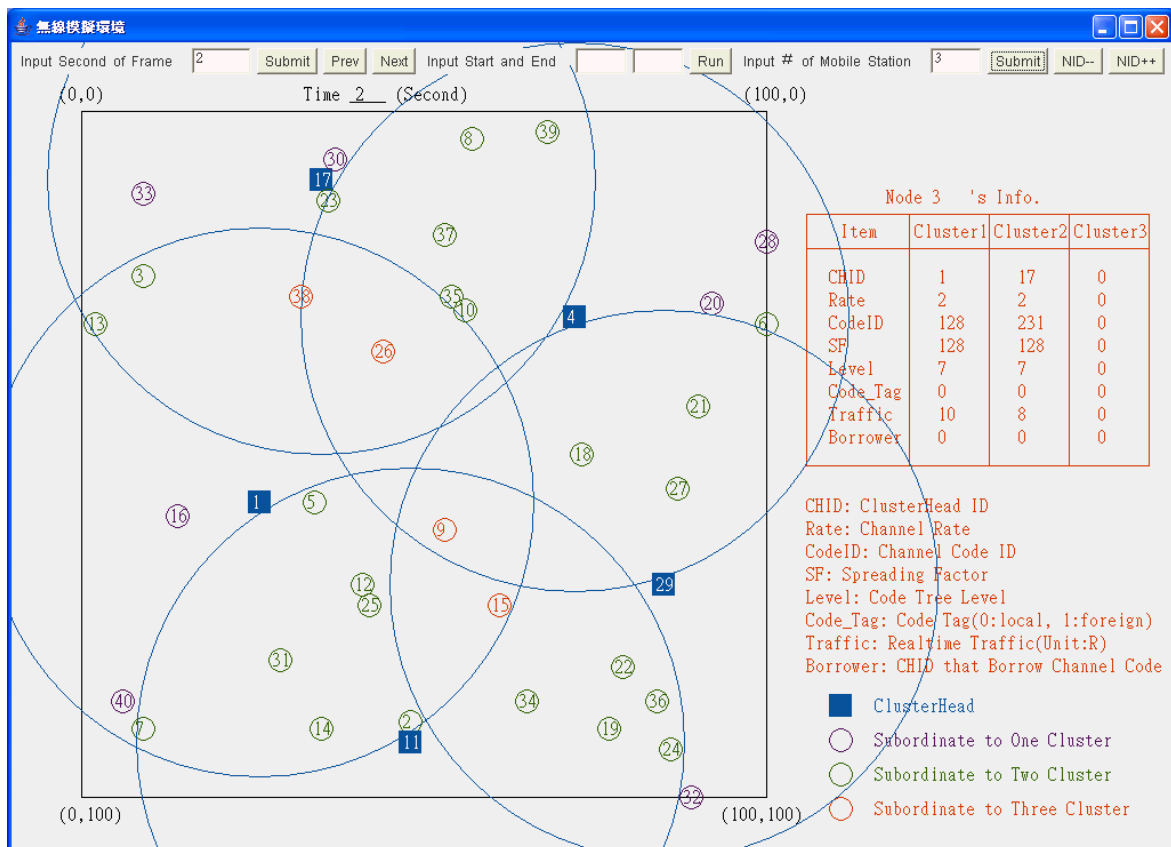 無線模擬環境
Input Second of Frame 2 Submit Prev Next Input Start and End Run Input # of Mobile Station 3 Submit NID-- NID++
(0,0) Time 2 (Second) (100,0)
8 39
30
17
33
23
37
28
3
38 35 20
10 4
13 6
26
21
18
27
1 5
16
9
12 29
25 15
31
22
40 34 36
7 14 2 19
11 24
32
(0,100) (100,100)
Node 3 's Info.
Item Cluster1 Cluster2 Cluster3
CHID 1 17 0
Rate 2 2 0
CodeID 128 231 0
SF 128 128 0
Level 7 7 0
Code_Tag 0 0 0
Traffic 10 8 0
Borrower 0 0 0
CHID: ClusterHead ID
Rate: Channel Rate
CodeID: Channel Code ID
SF: Spreading Factor
Level: Code Tree Level
Code_Tag: Code Tag(0:local, 1:foreign)
Traffic: Realtime Traffic(Unit:R)
Borrower: CHID that Borrow Channel Code
ClusterHead
Subordinate to One Cluster
Subordinate to Two Cluster
Subordinate to Three Cluster